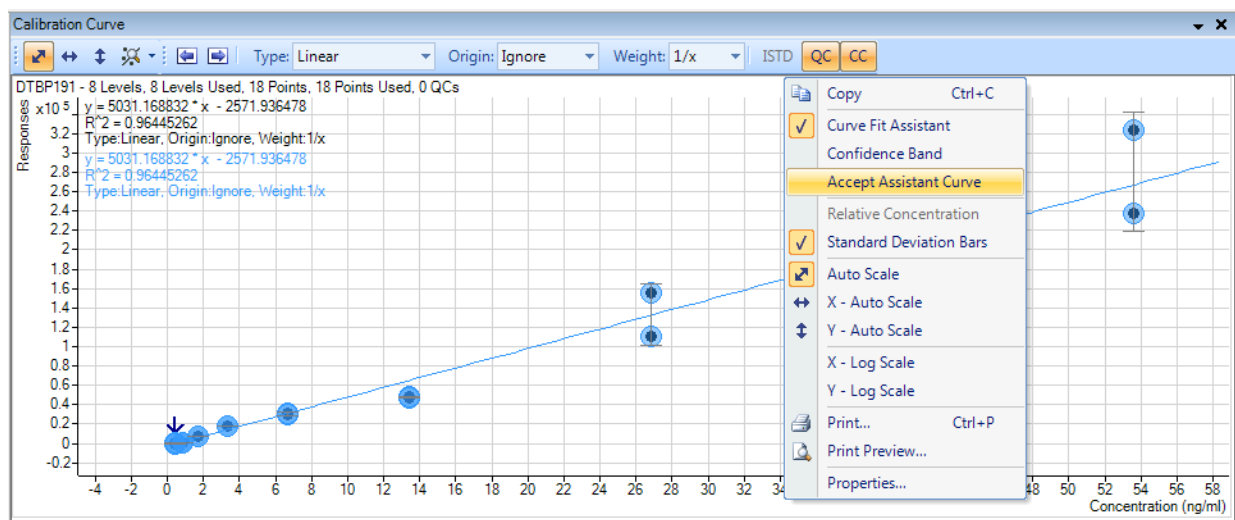 Calibration Curve
Type: Linear Origin: Ignore Weight: 1/x ISTD QC CC
DTBP191 - 8 Levels, 8 Levels Used, 18 Points, 18 Points Used, 0 QCs
Responses
x10 5
y = 5031.168832 * x - 2571.936478
R^2 = 0.96445262
Type:Linear, Origin:Ignore, Weight:1/x
y = 5031.168832 * x - 2571.936478
R^2 = 0.96445262
Type:Linear, Origin:Ignore, Weight:1/x
3.2
3
2.8
2.6
2.4
2.2
2
1.8
1.6
1.4
1.2
1
0.8
0.6
0.4
0.2
0
-0.2
Copy Ctrl+C
Curve Fit Assistant
Confidence Band
Accept Assistant Curve
Relative Concentration
Standard Deviation Bars
Auto Scale
X - Auto Scale
Y - Auto Scale
X - Log Scale
Y - Log Scale
Print... Ctrl+P
Print Preview...
Properties...
-4 -2 0 2 4 6 8 10 12 14 16 18 20 22 24 26 28 30 32 50 52 54 56 58
Concentration (ng/ml)